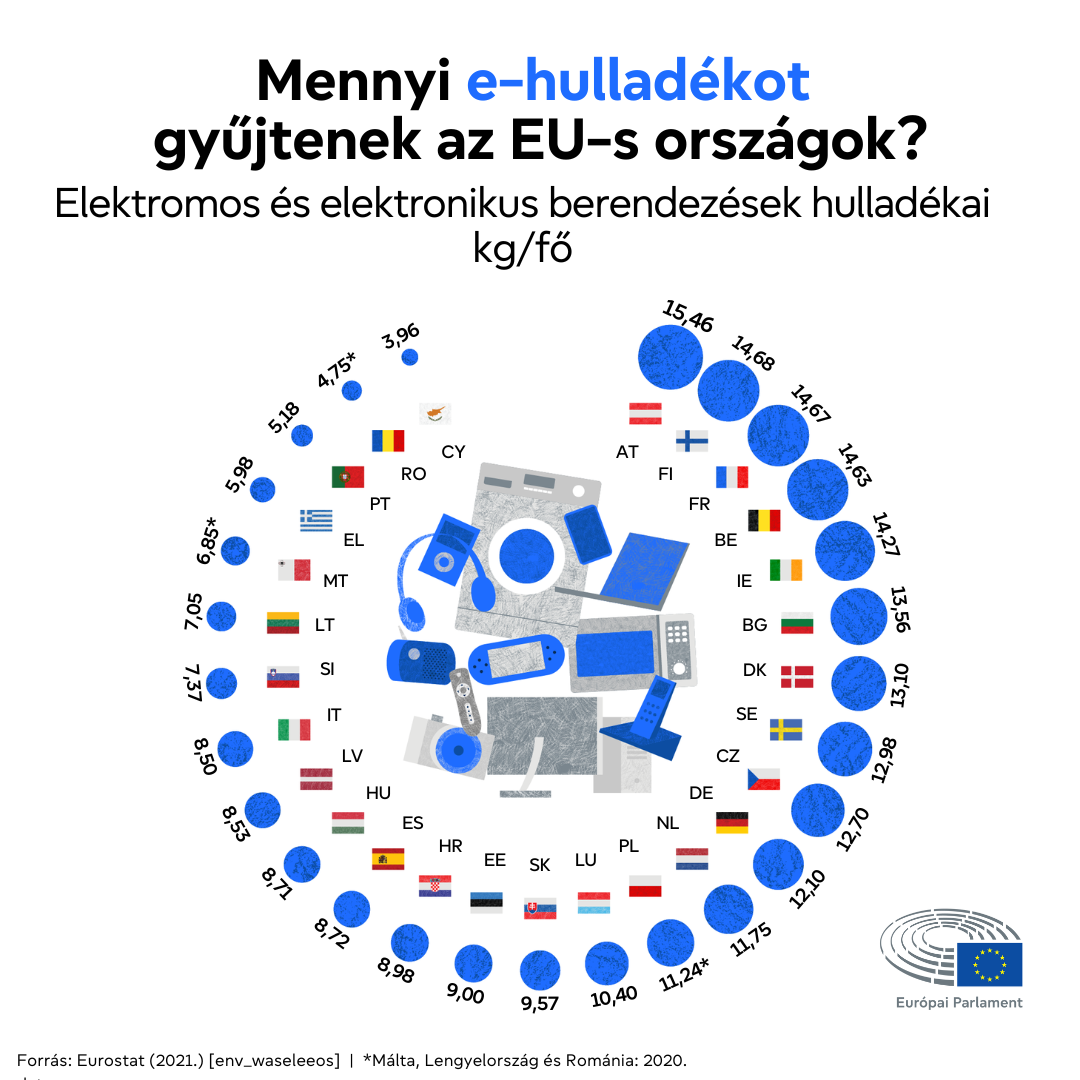 Mennyi e-hulladékot
gyűjtenek az EU-s országok?
Elektromos és elektronikus berendezések hulladékai
kg/fő
15,46
AT
14,68
FI
14,67
FR
14,63
BE
14,27
IE
13,56
BG
13,10
DK
12,98
SE
12,70
CZ
12,10
DE
11,75
NL
11,24*
PL
10,40
LU
9,57
SK
9,00
EE
8,98
HR
8,72
ES
8,71
HU
8,53
LV
8,50
IT
7,37
SI
7,05
LT
6,85*
MT
5,98
EL
5,18
PT
4,75*
RO
3,96
CY
Európai Parlament
Forrás: Eurostat (2021.) [env_waseleeos] | *Málta, Lengyelország és Románia: 2020.